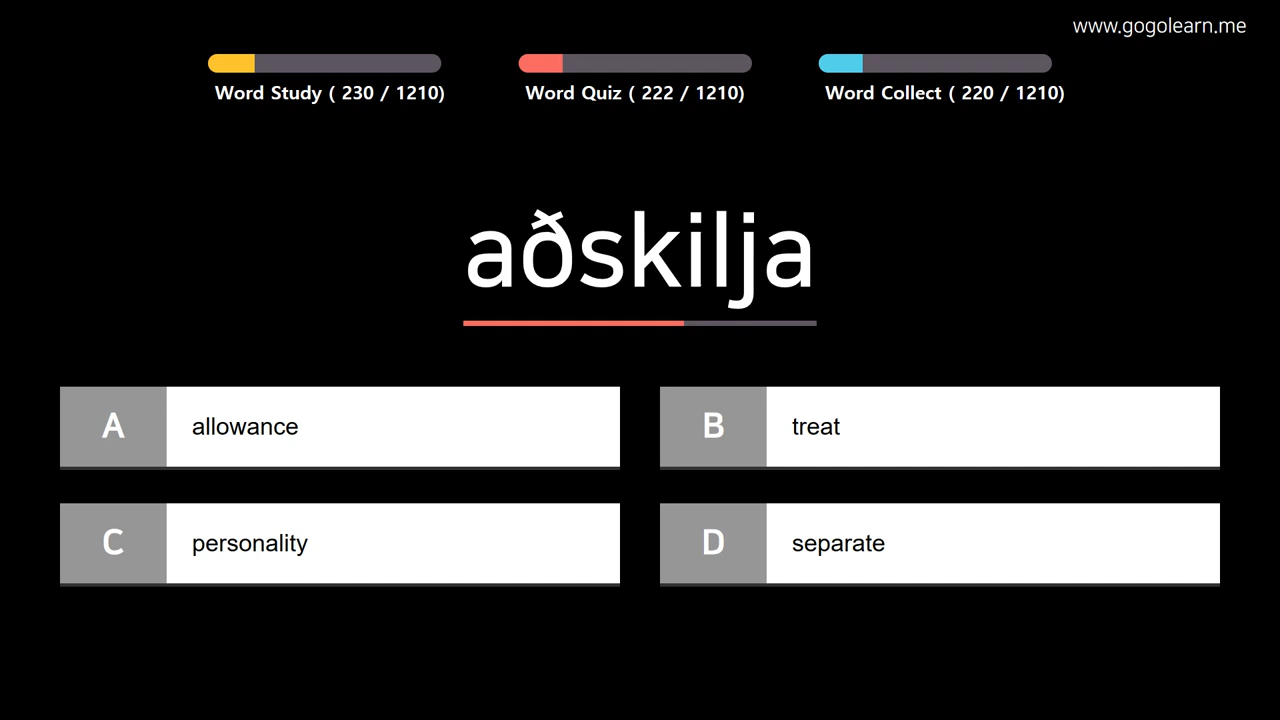 www.gogolearn.me
Word Study ( 230 / 1210)
Word Quiz ( 222 / 1210)
Word Collect ( 220 / 1210)
aðskilja
A allowance
B treat
C personality
D separate